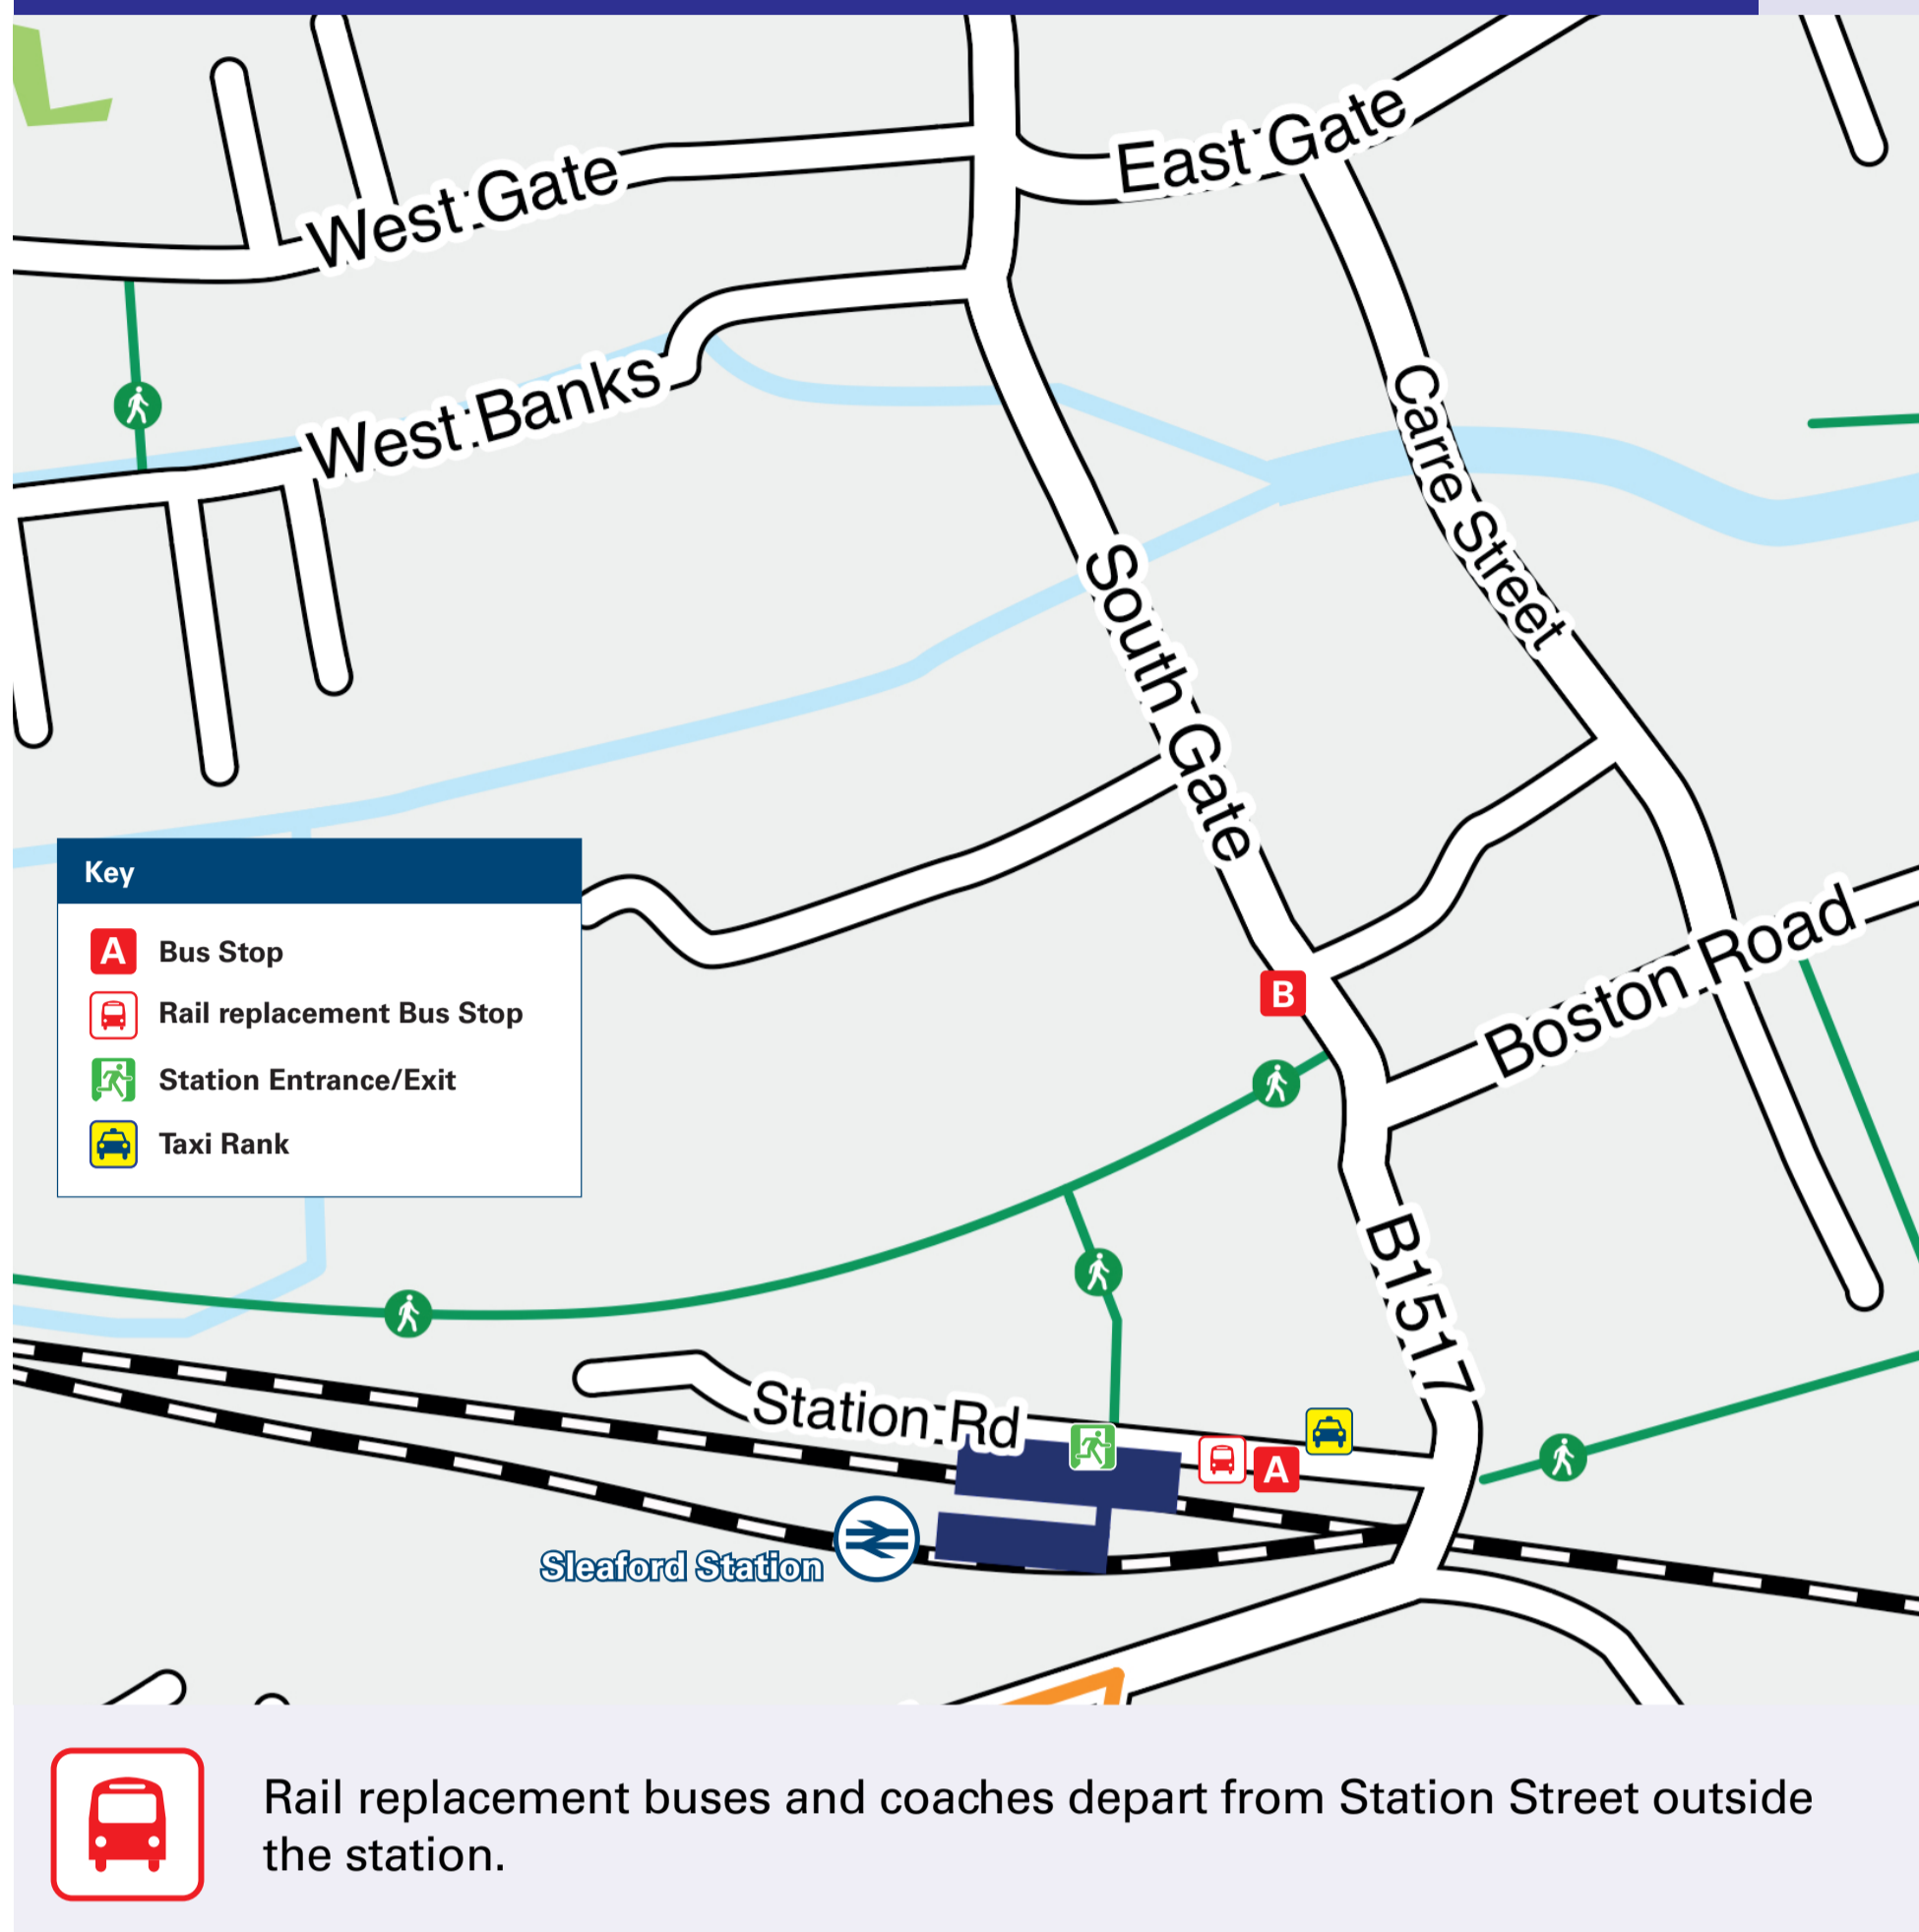 West Gate
East Gate
West Banks
Carre Street
South Gate
Key
A Bus Stop
Rail replacement Bus Stop
Station Entrance/Exit
Taxi Rank
B
Boston Road
B1517
Station Rd
A
Sleaford Station
Rail replacement buses and coaches depart from Station Street outside
the station.